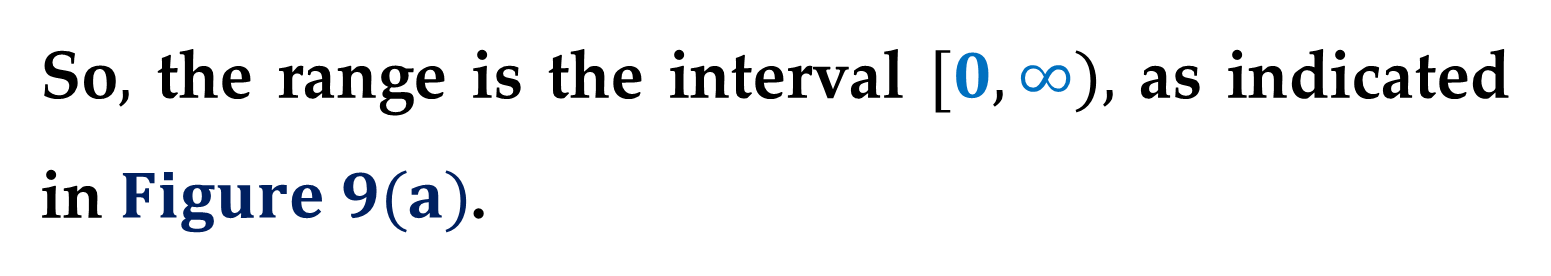 So, the range is the interval [0, ∞), as indicated
in Figure 9(a).